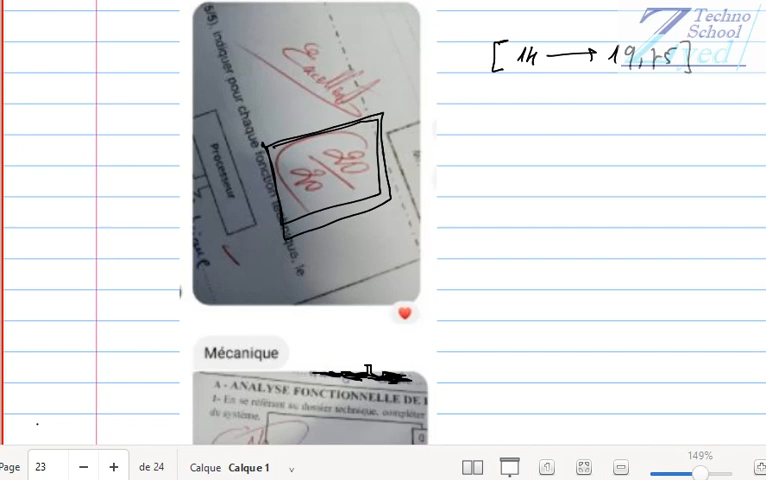 Techno
School
Zayed
[14 → 19,75]
5/5). Indiquer pour chaque fonction technique, le
Excellent
20
20
Processeur
Mécanique
A - ANALYSE FONCTIONNELLE DE
1- En se référant au dossier technique, compléter
du système.
Page 23 de 24 Calque Calque 1 149%